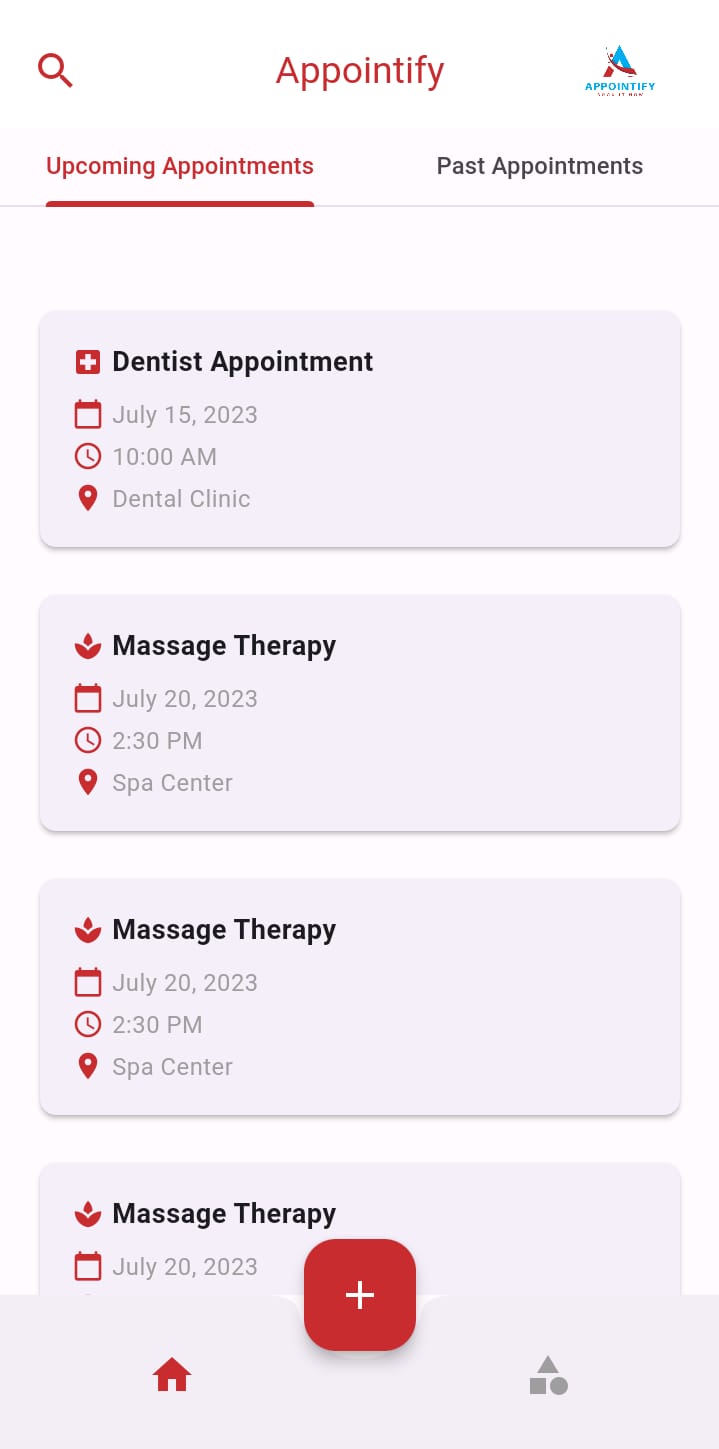 Appointify
APPOINTIFY
Upcoming Appointments
Past Appointments
Dentist Appointment
July 15, 2023
10:00 AM
Dental Clinic
Massage Therapy
July 20, 2023
2:30 PM
Spa Center
Massage Therapy
July 20, 2023
2:30 PM
Spa Center
Massage Therapy
July 20, 2023